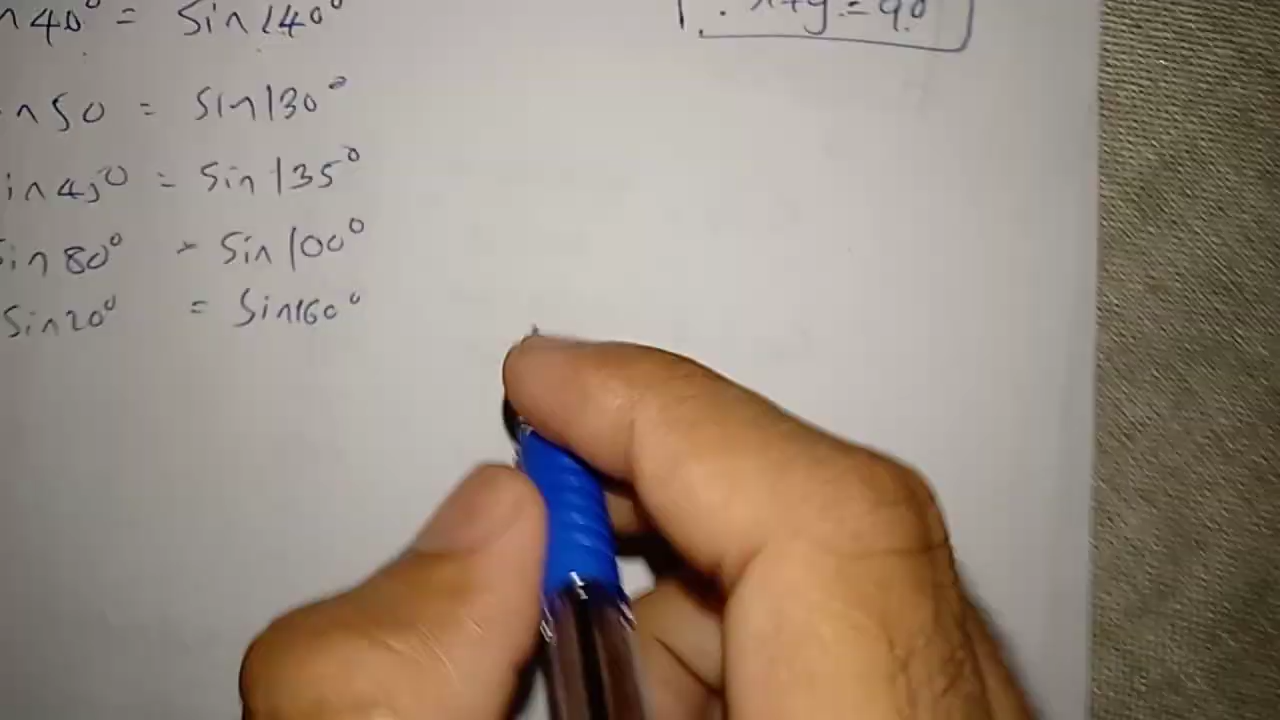 n 40° = Sin 140°
∴ x+y = 90
n 50 = Sin 130°
in 45° = Sin 135°
Sin 80° = Sin 100°
Sin 20° = Sin 160°